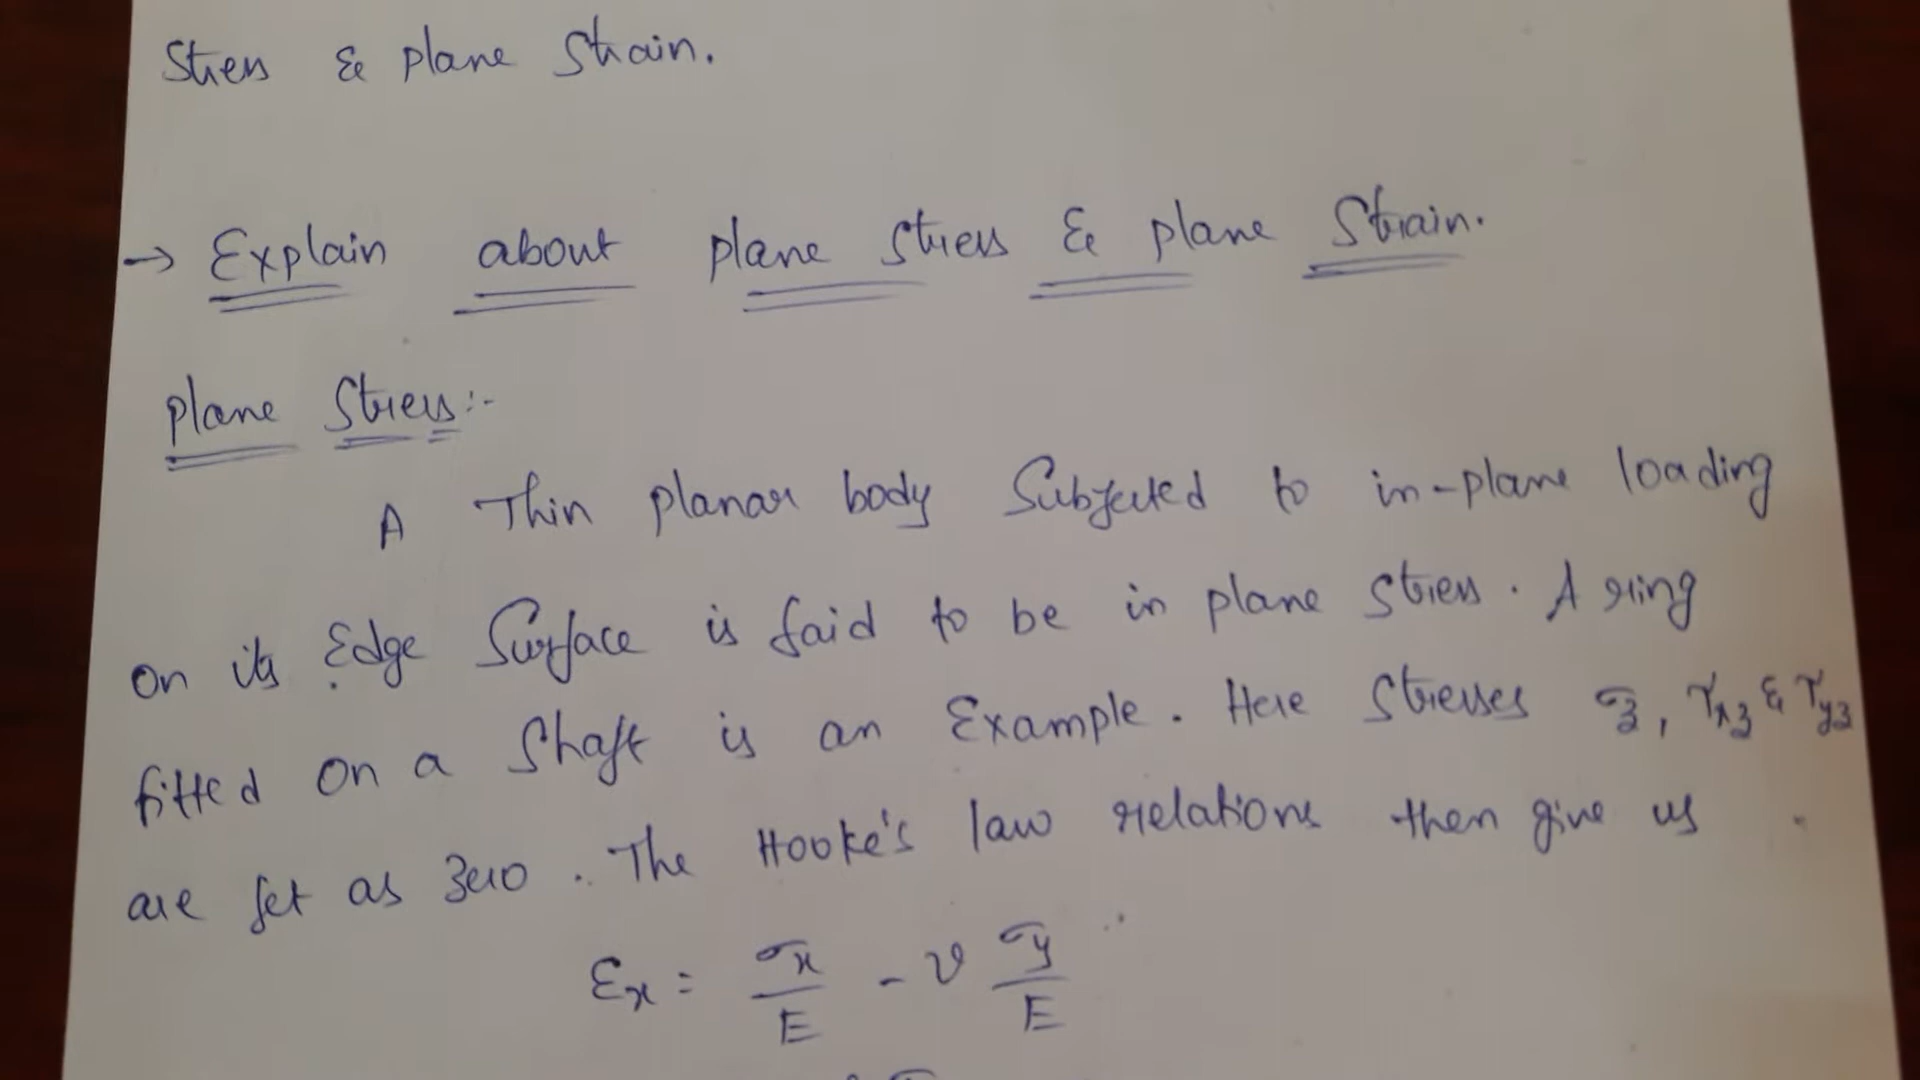 Stress & plane Strain.
→ Explain about plane stress & plane Strain.
plane Stress:-
A Thin planar body Subjected to in-plane loading
on its Edge Surface is said to be in plane stress. A ring
fitted on a Shaft is an Example. Here Stresses σz, τxz & τyz
are set as zero. The Hooke's law relations then give us
εx = σx/E - ν σy/E